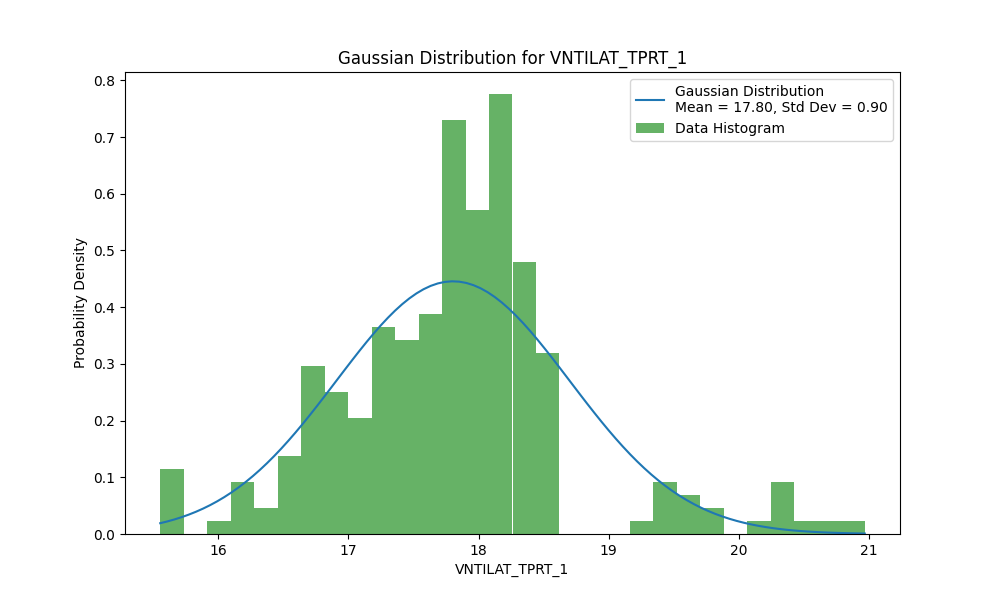 Gaussian Distribution for VNTILAT_TPRT_1
Gaussian Distribution
Mean = 17.80, Std Dev = 0.90
Data Histogram
Probability Density
0.8
0.7
0.6
0.5
0.4
0.3
0.2
0.1
0.0
16 17 18 19 20 21
VNTILAT_TPRT_1